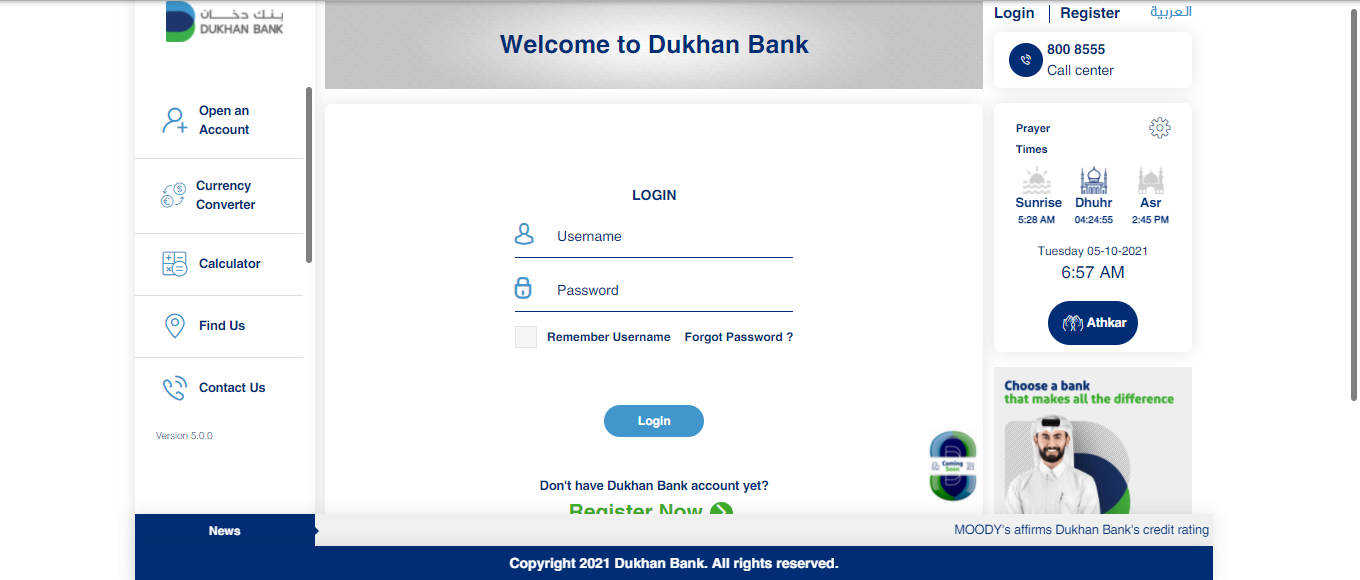 بنك دخان
DUKHAN BANK
Open an
Account
Currency
Converter
Calculator
Find Us
Contact Us
Version 5.0.0
Welcome to Dukhan Bank
LOGIN
Username
Password
Remember Username Forgot Password ?
Login
Don't have Dukhan Bank account yet?
Register Now
Coming
Soon
Login | Register العربية
800 8555
Call center
Prayer
Times
Sunrise Dhuhr Asr
5:28 AM 04:24:55 2:45 PM
Tuesday 05-10-2021
6:57 AM
Athkar
Choose a bank
that makes all the difference
News
MOODY's affirms Dukhan Bank's credit rating
Copyright 2021 Dukhan Bank. All rights reserved.